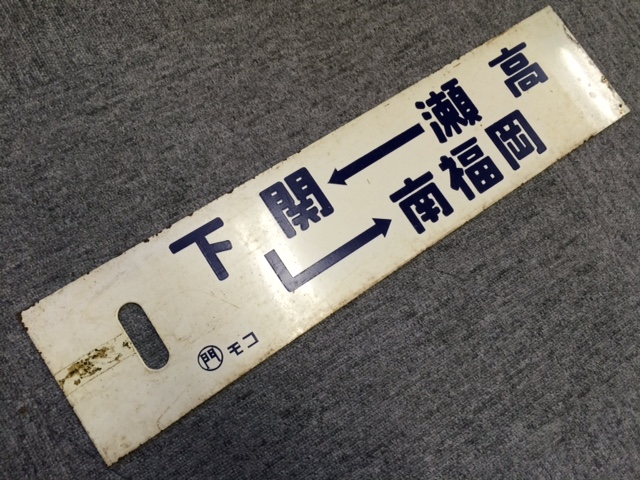 下関 ← 瀬高
→ 南福岡
門 モコ